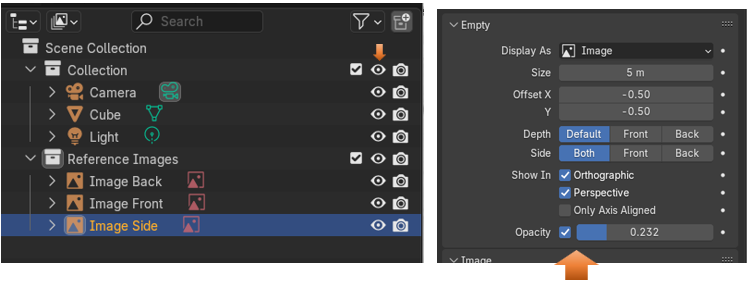 Search
Scene Collection
Collection
Camera
Cube
Light
Reference Images
Image Back
Image Front
Image Side
Empty
Display As Image
Size 5 m
Offset X -0.50
Y -0.50
Depth Default Front Back
Side Both Front Back
Show In Orthographic
Perspective
Only Axis Aligned
Opacity 0.232
Image